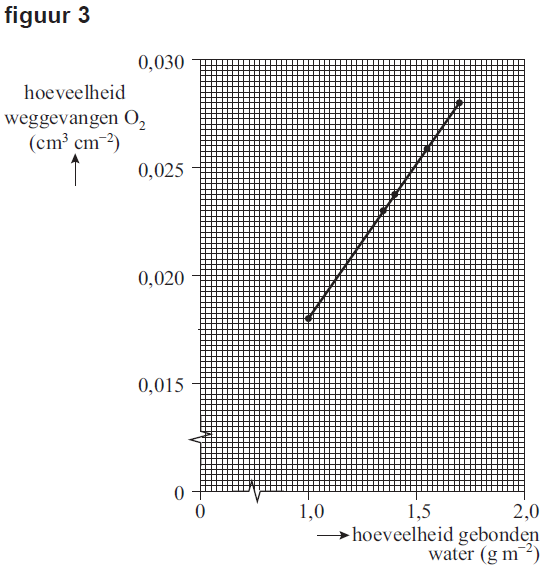 figuur 3
0,030
hoeveelheid
weggevangen O₂
(cm³ cm⁻²)
0,025
0,020
0,015
0
0 1,0 1,5 2,0
hoeveelheid gebonden
water (g m⁻²)